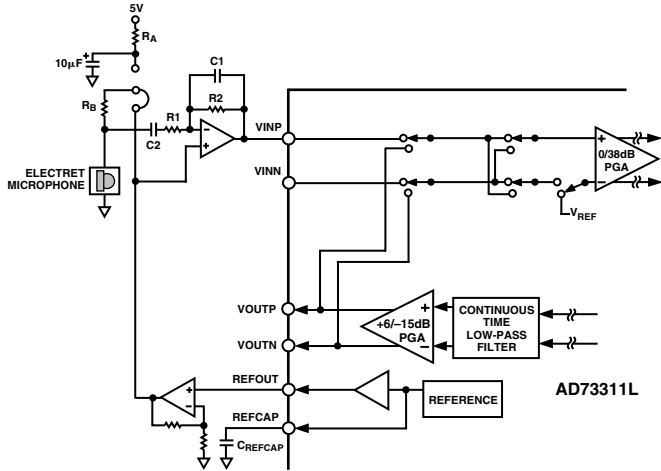 5V
RA
10µF
C1
RB
R1
R2
C2
VINP
VINN
ELECTRET
MICROPHONE
0/38dB
PGA
VREF
VOUTP
VOUTN
+6/–15dB
PGA
CONTINUOUS
TIME
LOW-PASS
FILTER
REFOUT
REFCAP
CREFCAP
REFERENCE
AD73311L